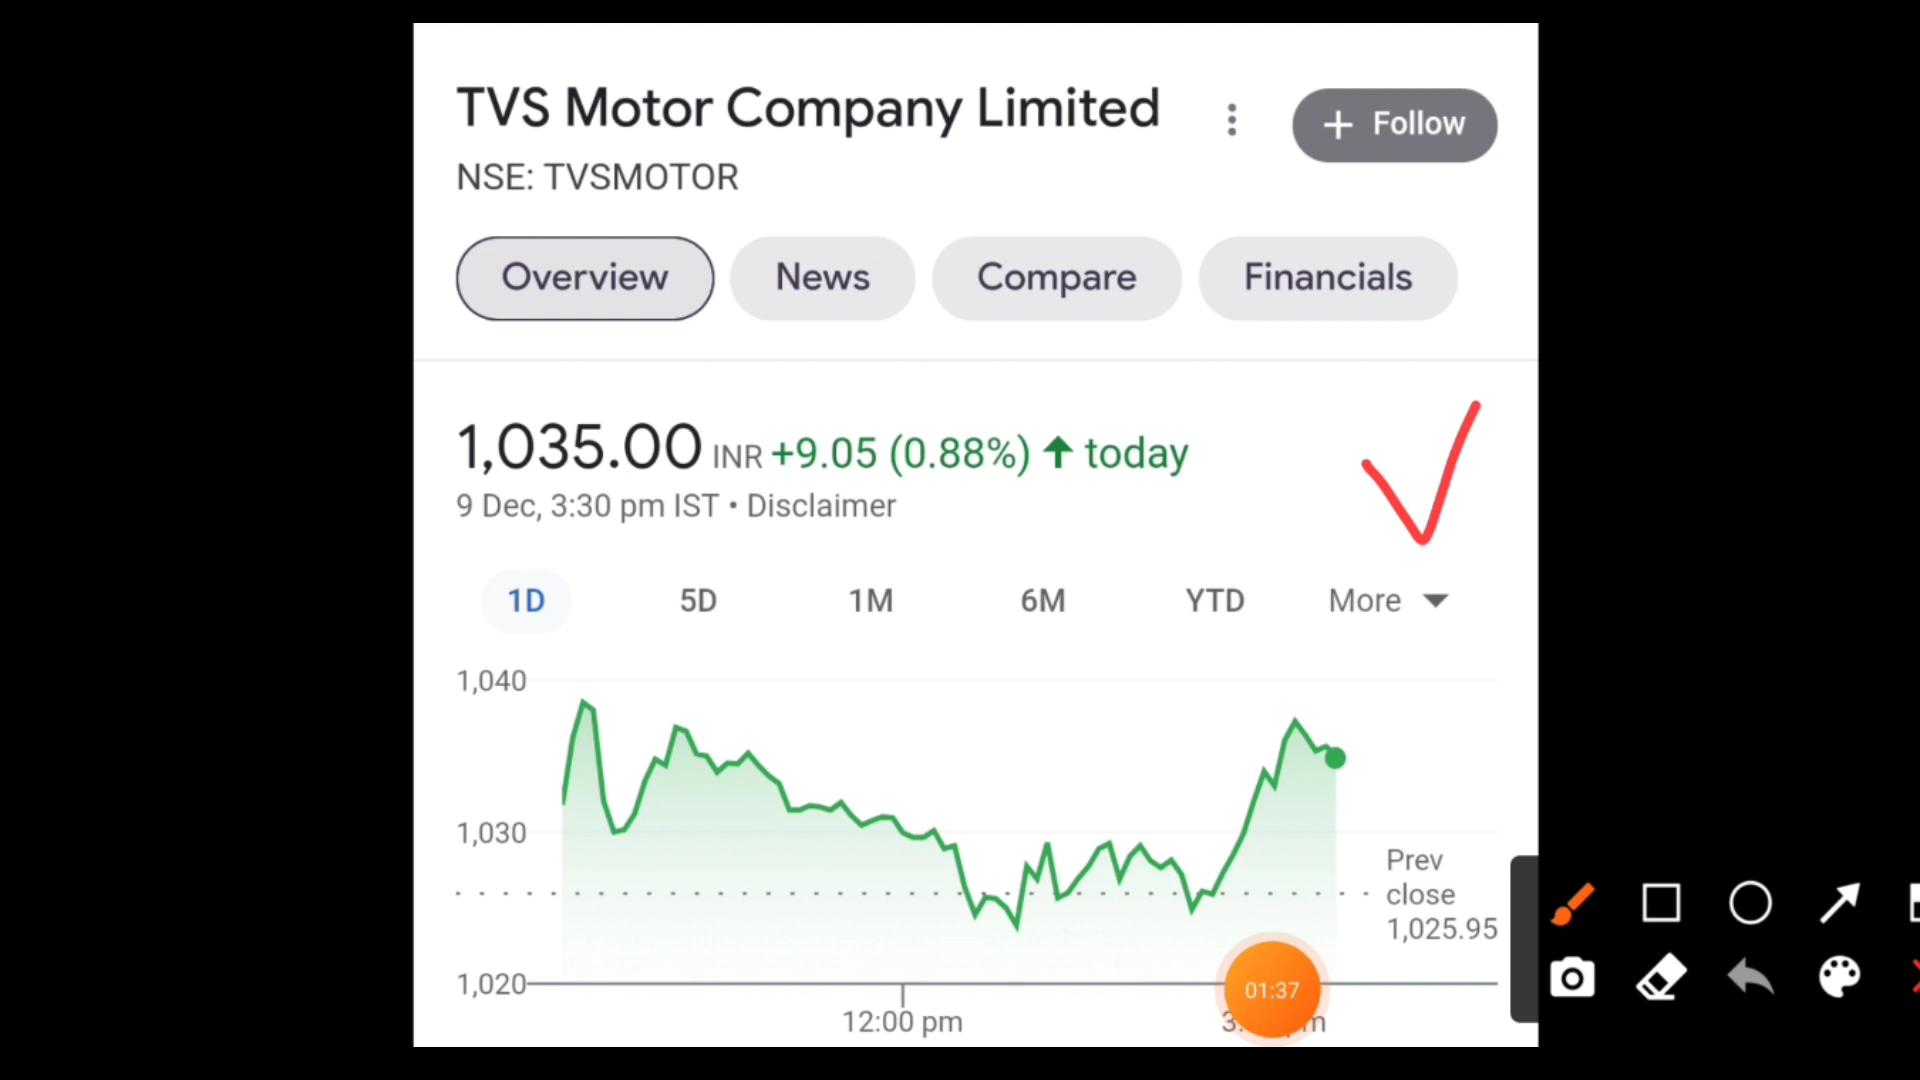 TVS Motor Company Limited
+ Follow
NSE: TVSMOTOR
Overview
News
Compare
Financials
1,035.00 INR +9.05 (0.88%) ↑ today
9 Dec, 3:30 pm IST • Disclaimer
1D
5D
1M
6M
YTD
More
1,040
1,030
Prev
close
1,025.95
1,020
01:37
12:00 pm